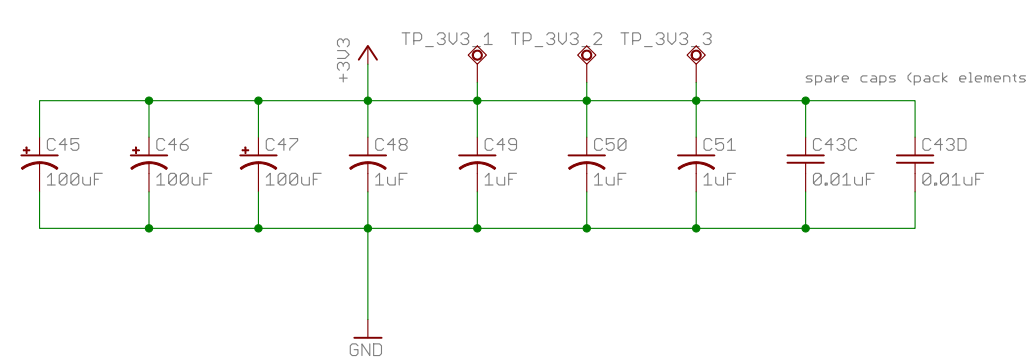 +3V3
TP_3V3_1 TP_3V3_2 TP_3V3_3
spare caps (pack elements
C45 C46 C47 C48 C49 C50 C51 C43C C43D
100uF 100uF 100uF 1uF 1uF 1uF 1uF 0.01uF 0.01uF
GND